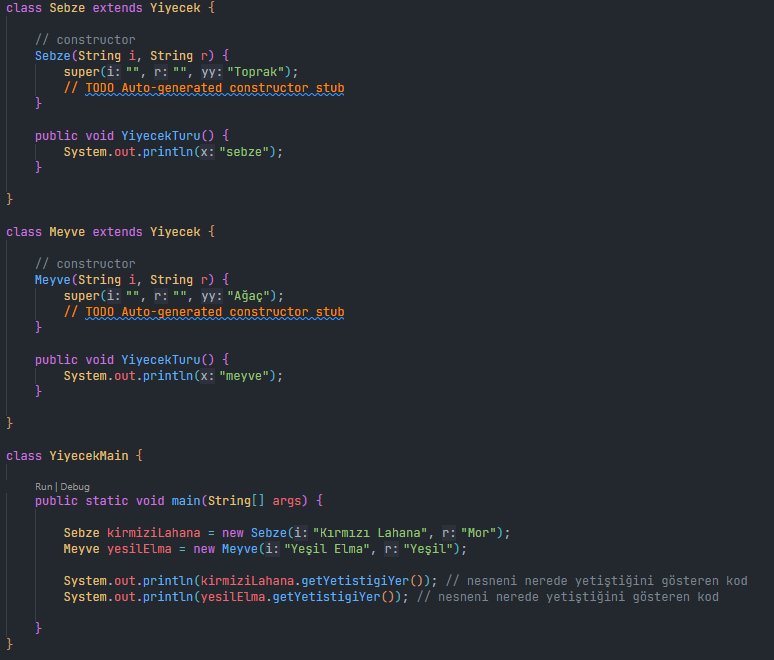 class Sebze extends Yiyecek {
// constructor
Sebze(String i, String r) {
super(i: "", r: "", yy: "Toprak");
// TODO Auto-generated constructor stub
}
public void YiyecekTuru() {
System.out.println(x: "sebze");
}
}
class Meyve extends Yiyecek {
// constructor
Meyve(String i, String r) {
super(i: "", r: "", yy: "Ağaç");
// TODO Auto-generated constructor stub
}
public void YiyecekTuru() {
System.out.println(x: "meyve");
}
}
class YiyecekMain {
Run | Debug
public static void main(String[] args) {
Sebze kirmiziLahana = new Sebze(i: "Kırmızı Lahana", r: "Mor");
Meyve yesilElma = new Meyve(i: "Yeşil Elma", r: "Yeşil");
System.out.println(kirmiziLahana.getYetistigiYer()); // nesneni nerede yetiştiğini gösteren kod
System.out.println(yesilElma.getYetistigiYer()); // nesneni nerede yetiştiğini gösteren kod
}
}